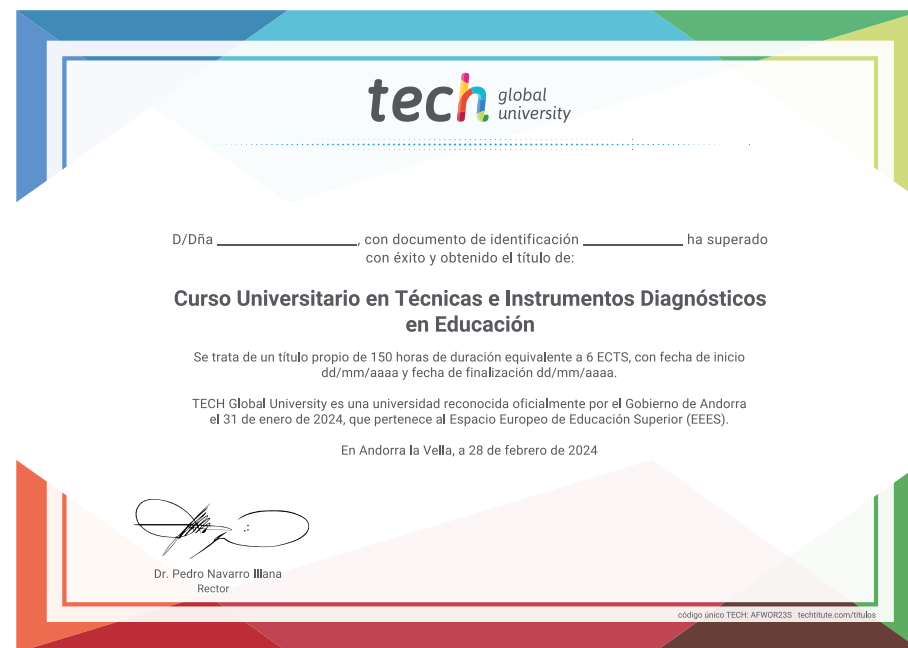 tech global university
D/Dña ____________________, con documento de identificación ______________ ha superado
con éxito y obtenido el título de:
Curso Universitario en Técnicas e Instrumentos Diagnósticos
en Educación
Se trata de un título propio de 150 horas de duración equivalente a 6 ECTS, con fecha de inicio
dd/mm/aaaa y fecha de finalización dd/mm/aaaa.
TECH Global University es una universidad reconocida oficialmente por el Gobierno de Andorra
el 31 de enero de 2024, que pertenece al Espacio Europeo de Educación Superior (EEES).
En Andorra la Vella, a 28 de febrero de 2024
Dr. Pedro Navarro Illana
Rector
código único TECH: AFWOR23S techtitute.com/titulos